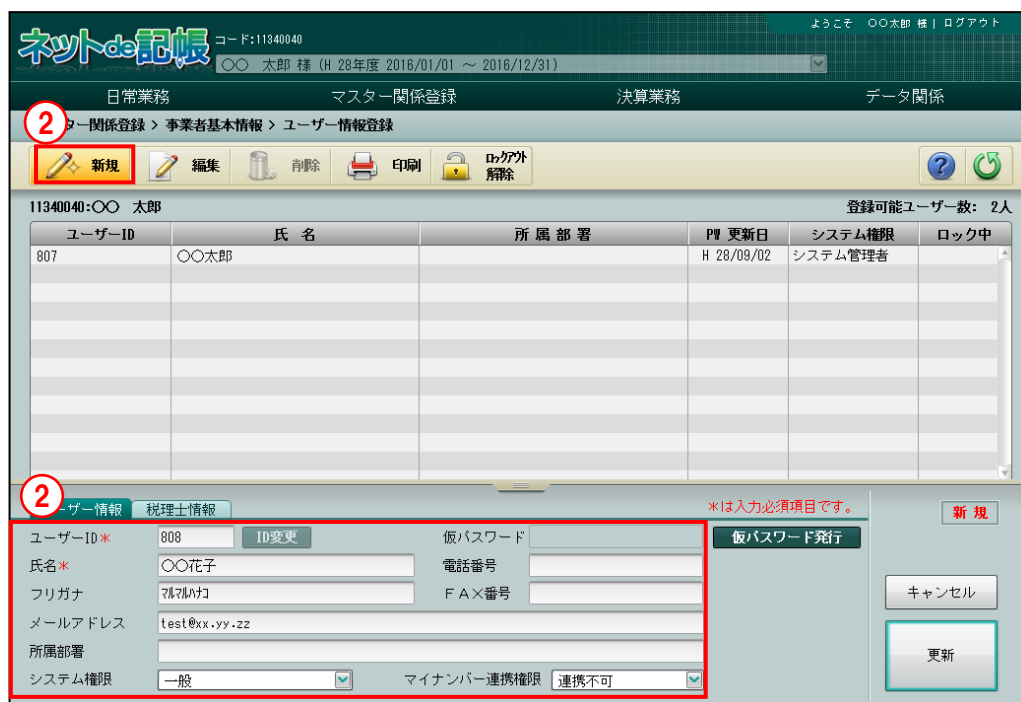 ようこそ ○○太郎 様 | ログアウト
ネットde記帳 コード:11340040
○○ 太郎 様 (H 28年度 2016/01/01 ～ 2016/12/31)
日常業務 マスター関係登録 決算業務 データ関係
② ター関係登録 > 事業者基本情報 > ユーザー情報登録
新規 編集 削除 印刷 ロックアウト解除 ?
11340040:○○ 太郎 登録可能ユーザー数: 2人
ユーザーID 氏 名 所 属 部 署 PW 更新日 システム権限 ロック中
807 ○○太郎 H 28/09/02 システム管理者
② ーザー情報 税理士情報 *は入力必須項目です。 新 規
ユーザーID* 808 ID変更 仮パスワード 仮パスワード発行
氏名* ○○花子 電話番号
フリガナ ﾏﾙﾏﾙﾊﾅｺ FAX番号 キャンセル
メールアドレス test@xx.yy.zz
所属部署 更新
システム権限 一般 マイナンバー連携権限 連携不可